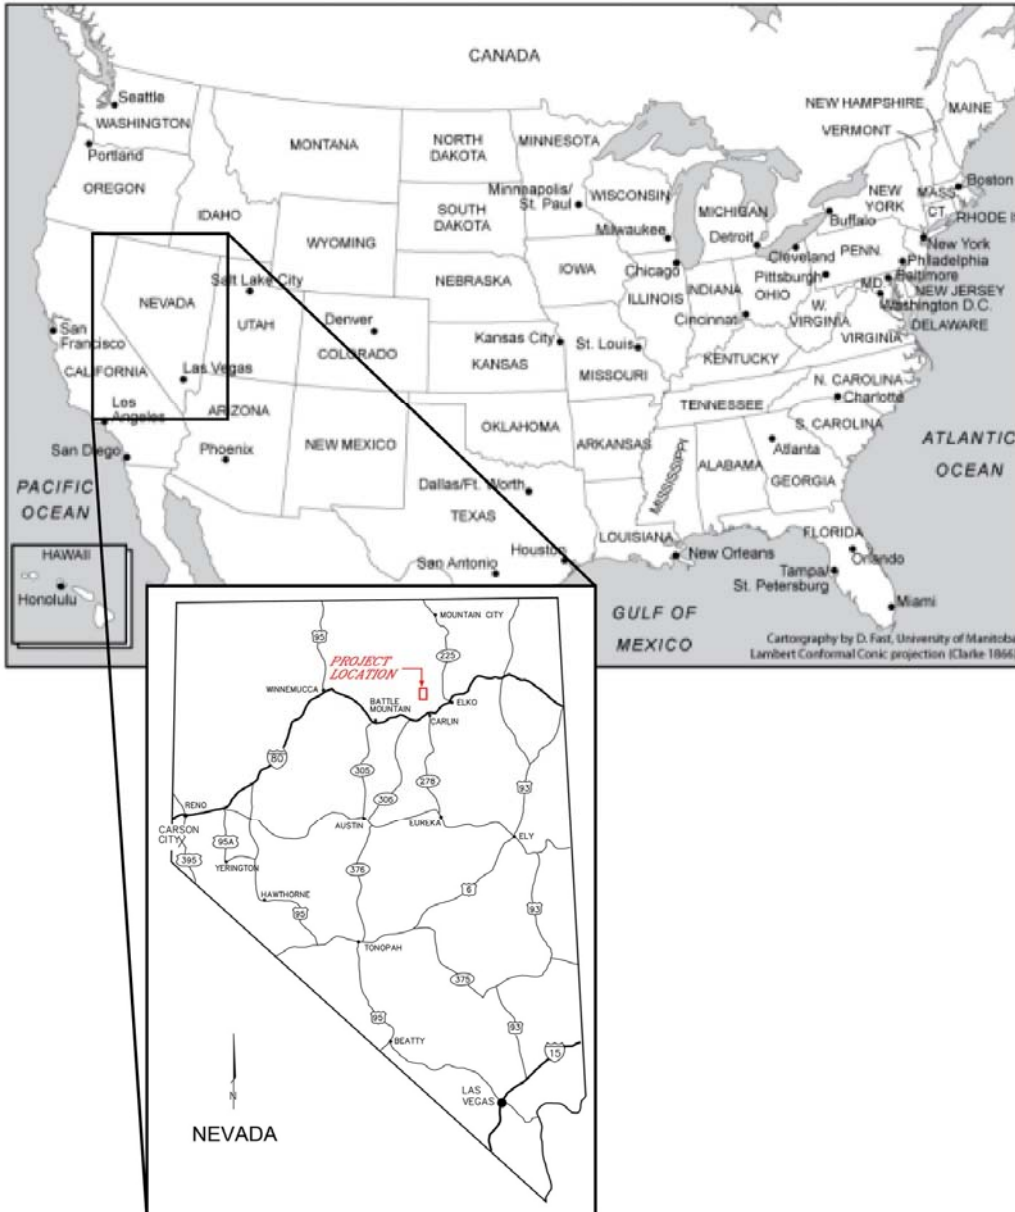 CANADA
Seattle
WASHINGTON
Portland
OREGON
IDAHO
MONTANA
NORTH
DAKOTA
MINNESOTA
Minneapolis/
St. Paul
SOUTH
DAKOTA
WISCONSIN
MICHIGAN
NEW HAMPSHIRE
VERMONT
MAINE
Boston
MASS
NEW
YORK
CT
RHODE I
Buffalo
WYOMING
Milwaukee
Detroit
Cleveland
PENN.
New York
Philadelphia
Baltimore
MD
NEW JERSEY
Washington D.C.
DELAWARE
Salt Lake City
NEVADA
UTAH
NEBRASKA
IOWA
Chicago
ILLINOIS
INDIANA
OHIO
Pittsburgh
W.
VIRGINIA
VIRGINIA
Cincinnat
San
Francisco
CALIFORNIA
Las Vegas
Denver
COLORADO
Kansas City
KANSAS
St. Louis
MISSOURI
KENTUCKY
N. CAROLINA
Charlotte
TENNESSEE
S. CAROLINA
Los
Angeles
San Diego
ARIZONA
Phoenix
NEW MEXICO
OKLAHOMA
ARKANSAS
MISSISSIPPI
ALABAMA
Atlanta
GEORGIA
ATLANTIC
OCEAN
PACIFIC
OCEAN
Dallas/Ft. Worth
TEXAS
LOUISIANA
Houston
San Antonio
New Orleans
FLORIDA
Orlando
Tampa/
St. Petersburg
Miami
HAWAII
Honolulu
GULF OF
MEXICO
Cartorgraphy by D. Fast, University of Manitoba
Lambert Conformal Conic projection (Clarke 1866)
MOUNTAIN CITY
95
225
PROJECT
LOCATION
WINNEMUCCA
BATTLE
MOUNTAIN
ELKO
CARLIN
80
305
306
278
93
RENO
CARSON
CITY
395
95A
YERINGTON
AUSTIN
EUREKA
ELY
376
6
HAWTHORNE
95
93
TONOPAH
375
95
93
BEATTY
15
LAS
VEGAS
N
NEVADA